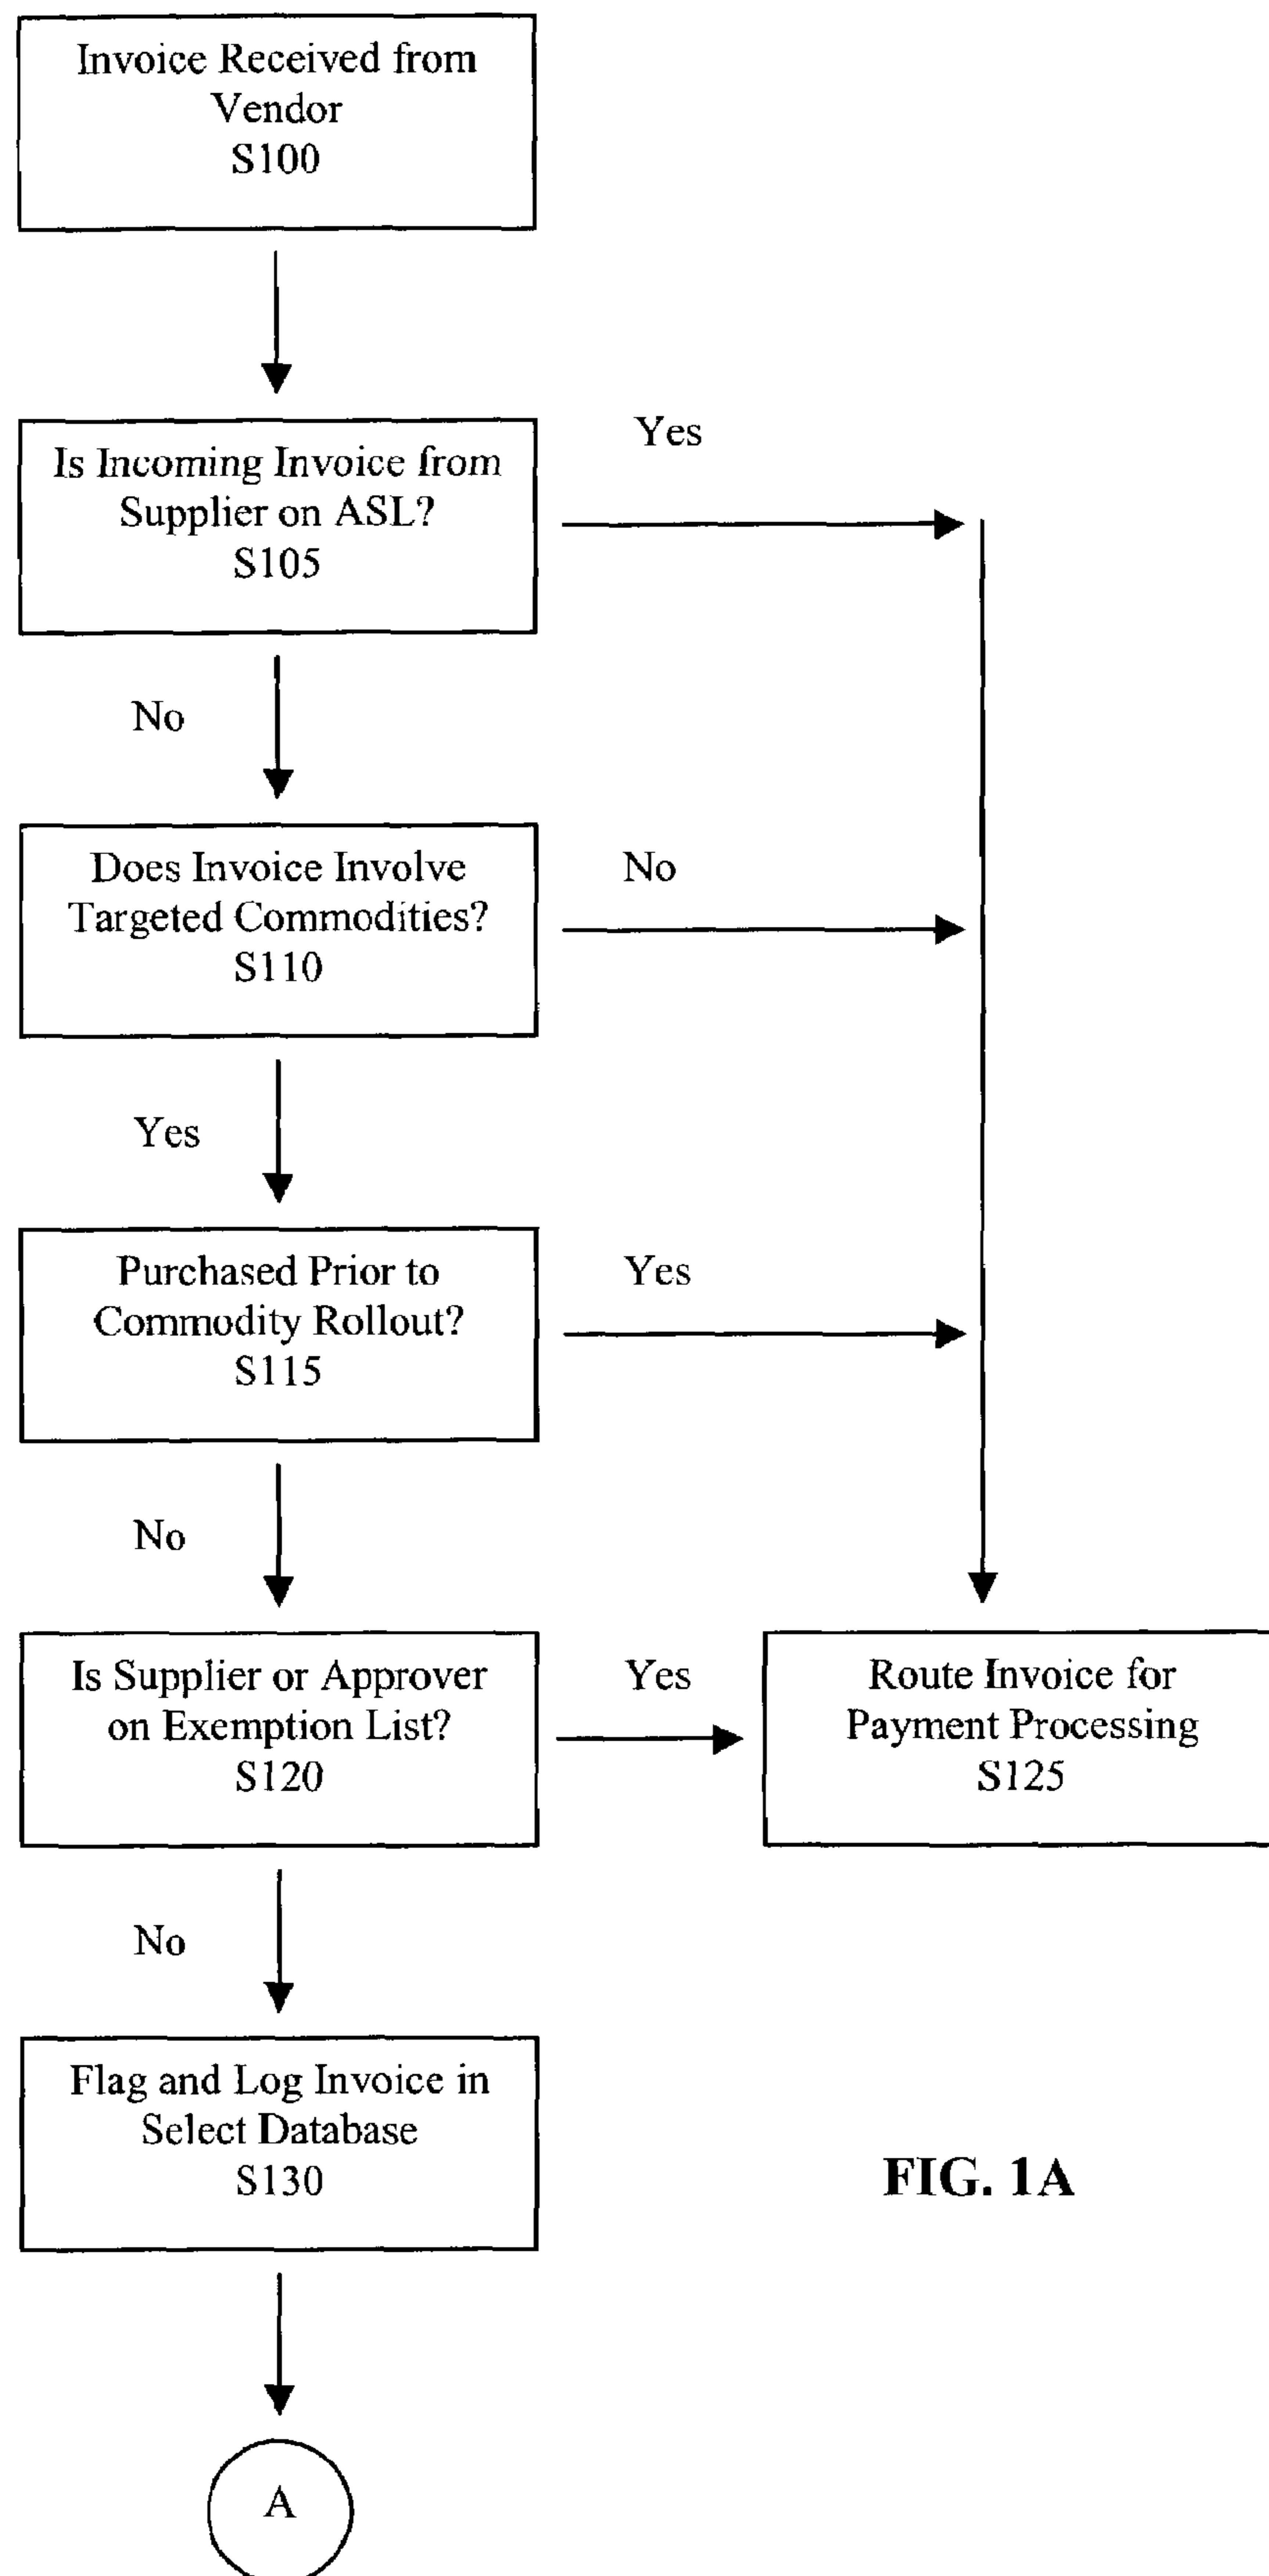 Invoice Received from
Vendor
S100
Is Incoming Invoice from
Supplier on ASL?
S105
Yes
No
Does Invoice Involve
Targeted Commodities?
S110
No
Yes
Purchased Prior to
Commodity Rollout?
S115
Yes
No
Is Supplier or Approver
on Exemption List?
S120
Yes
Route Invoice for
Payment Processing
S125
No
Flag and Log Invoice in
Select Database
S130
FIG. 1A
A